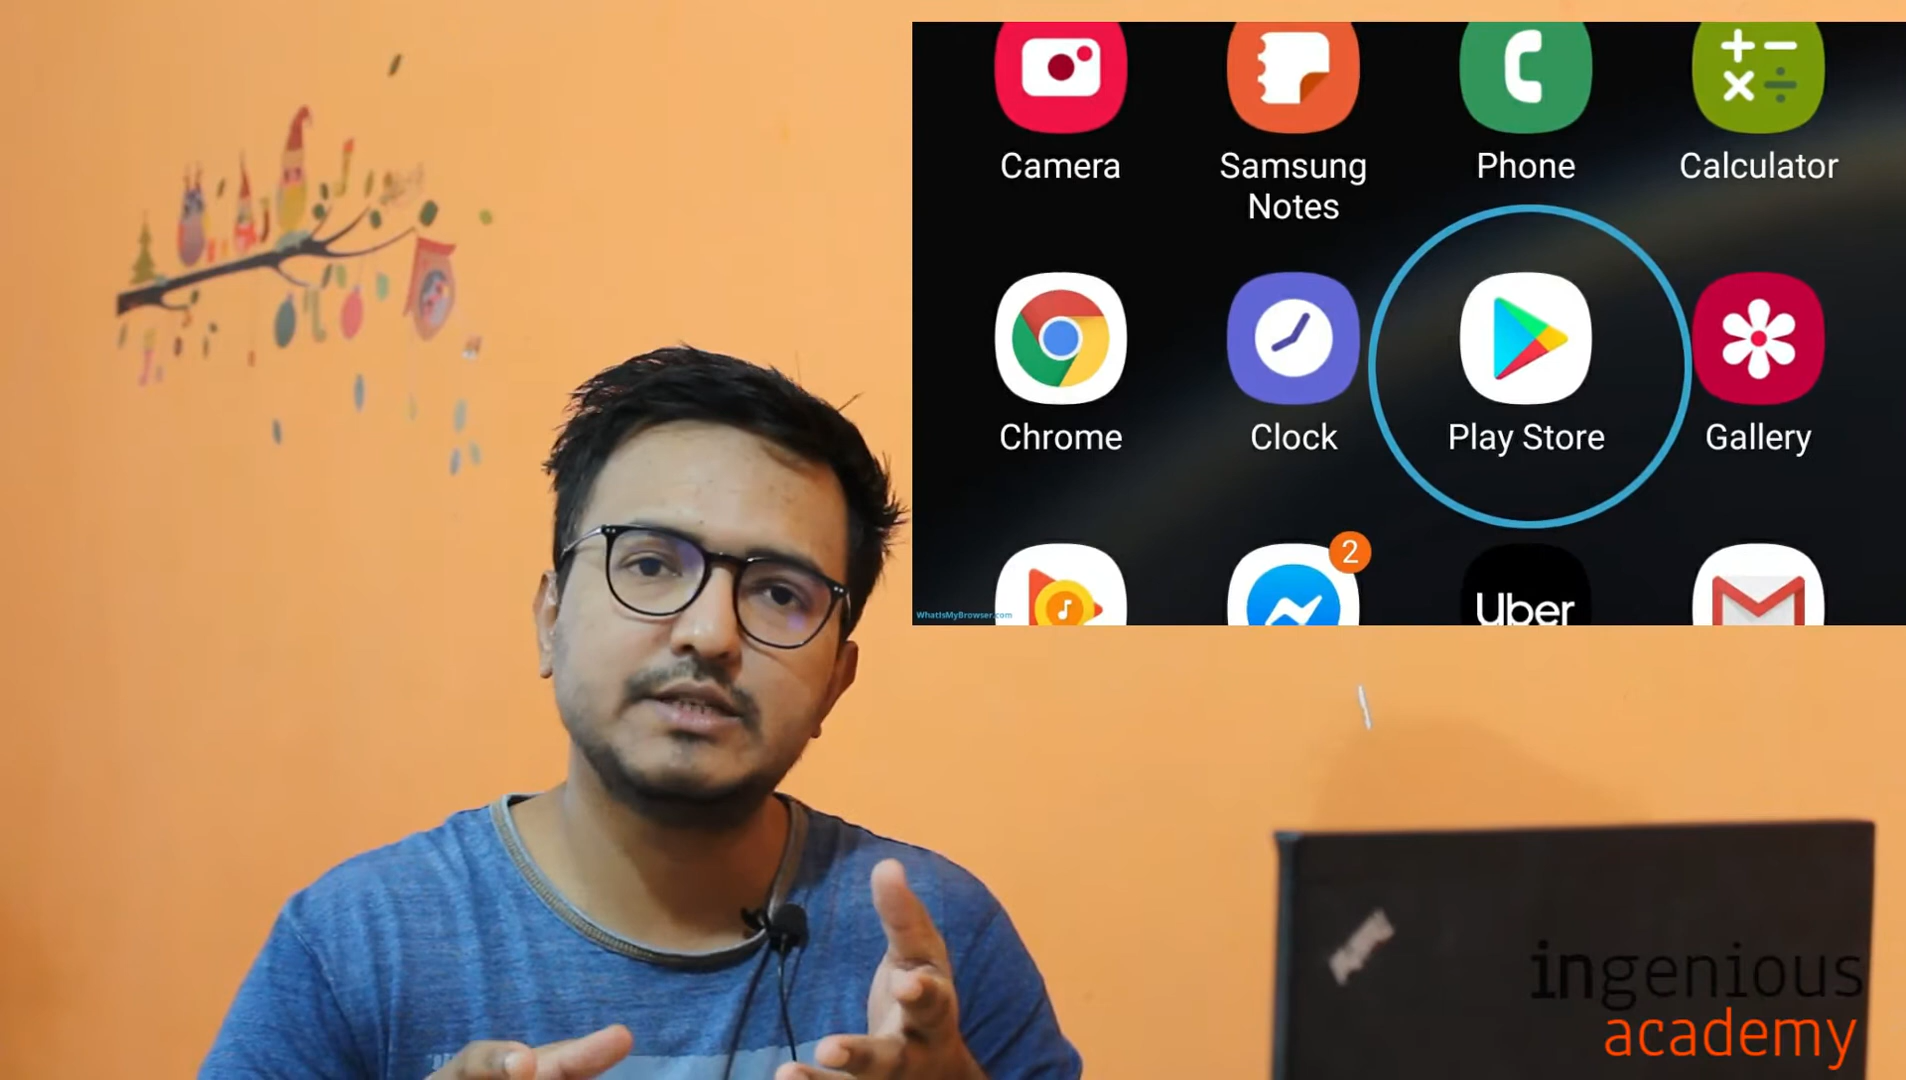 Camera
Samsung
Notes
Phone
Calculator
Chrome
Clock
Play Store
Gallery
2
Uber
WhatIsMyBrowser.com
ingenious
academy